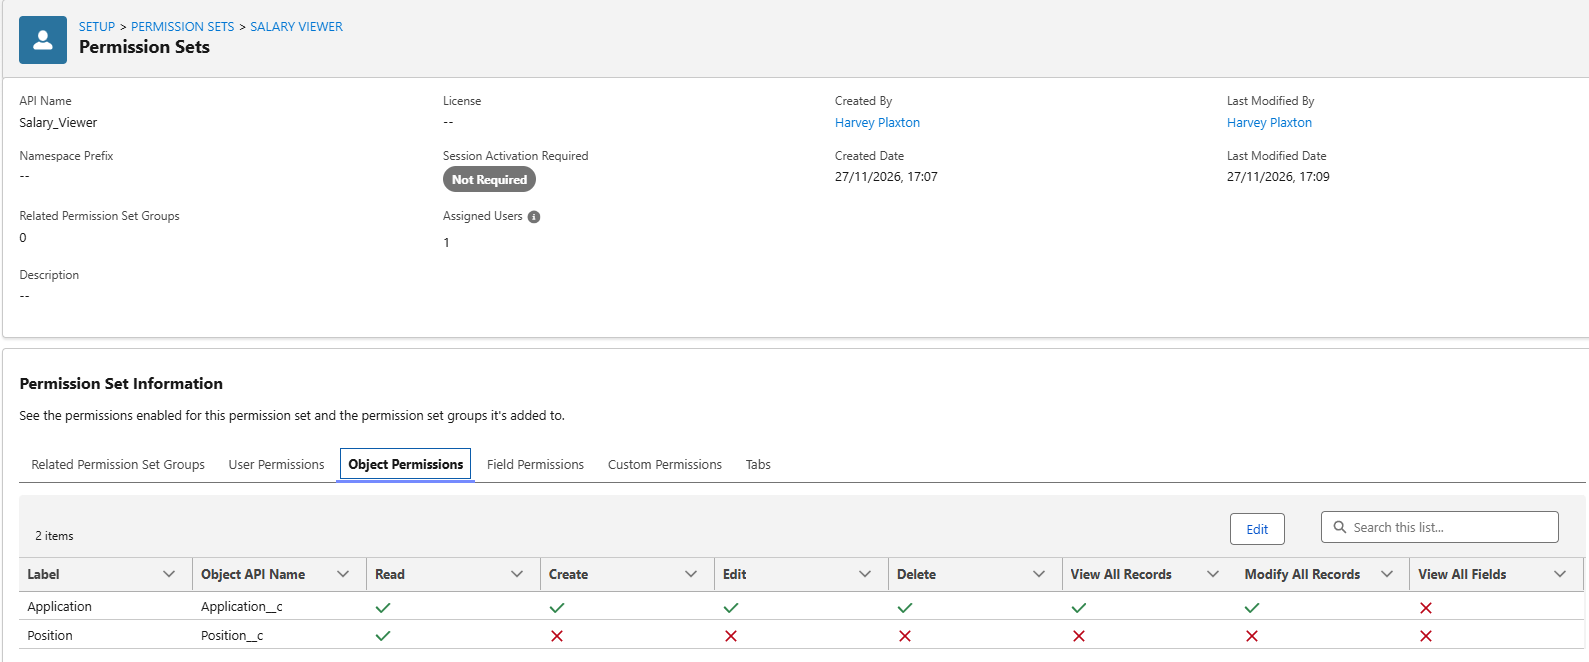 SETUP > PERMISSION SETS > SALARY VIEWER
Permission Sets
API Name License Created By Last Modified By
Salary_Viewer -- Harvey Plaxton Harvey Plaxton
Namespace Prefix Session Activation Required Created Date Last Modified Date
-- Not Required 27/11/2026, 17:07 27/11/2026, 17:09
Related Permission Set Groups Assigned Users
0 1
Description
--
Permission Set Information
See the permissions enabled for this permission set and the permission set groups it's added to.
Related Permission Set Groups User Permissions Object Permissions Field Permissions Custom Permissions Tabs
2 items Edit Search this list...
Label Object API Name Read Create Edit Delete View All Records Modify All Records View All Fields
Application Application__c
Position Position__c